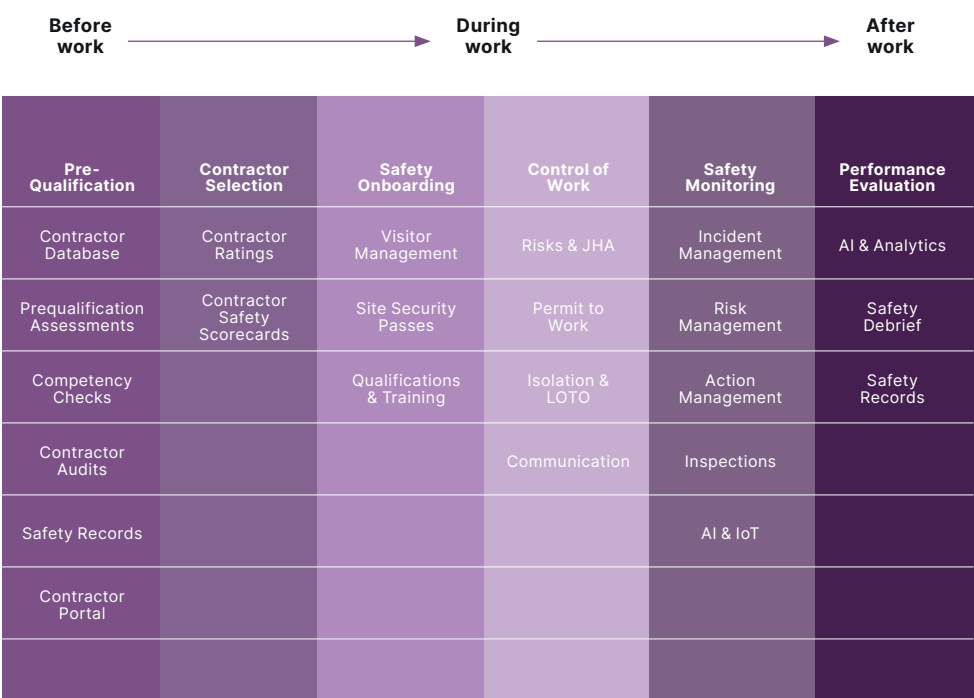 Before
work
During
work
After
work
Pre-
Qualification
Contractor
Selection
Safety
Onboarding
Control of
Work
Safety
Monitoring
Performance
Evaluation
Contractor
Database
Contractor
Ratings
Visitor
Management
Risks & JHA
Incident
Management
AI & Analytics
Prequalification
Assessments
Contractor
Safety
Scorecards
Site Security
Passes
Permit to
Work
Risk
Management
Safety
Debrief
Competency
Checks
Qualifications
& Training
Isolation &
LOTO
Action
Management
Safety
Records
Contractor
Audits
Communication
Inspections
Safety Records
AI & IoT
Contractor
Portal